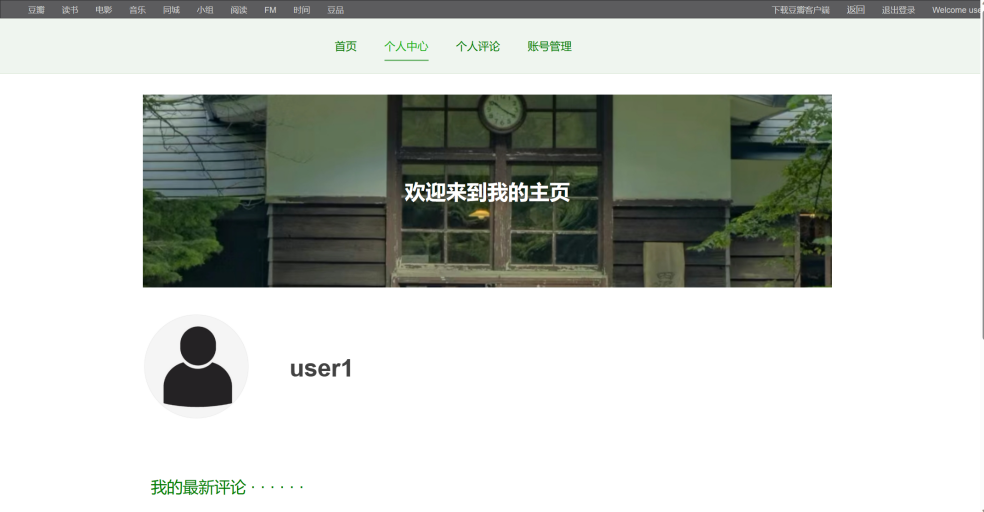 豆瓣 读书 电影 音乐 同城 小组 阅读 FM 时间 豆品 下载豆瓣客户端 返回 退出登录 Welcome use
首页 个人中心 个人评论 账号管理
欢迎来到我的主页
user1
我的最新评论 · · · · · ·